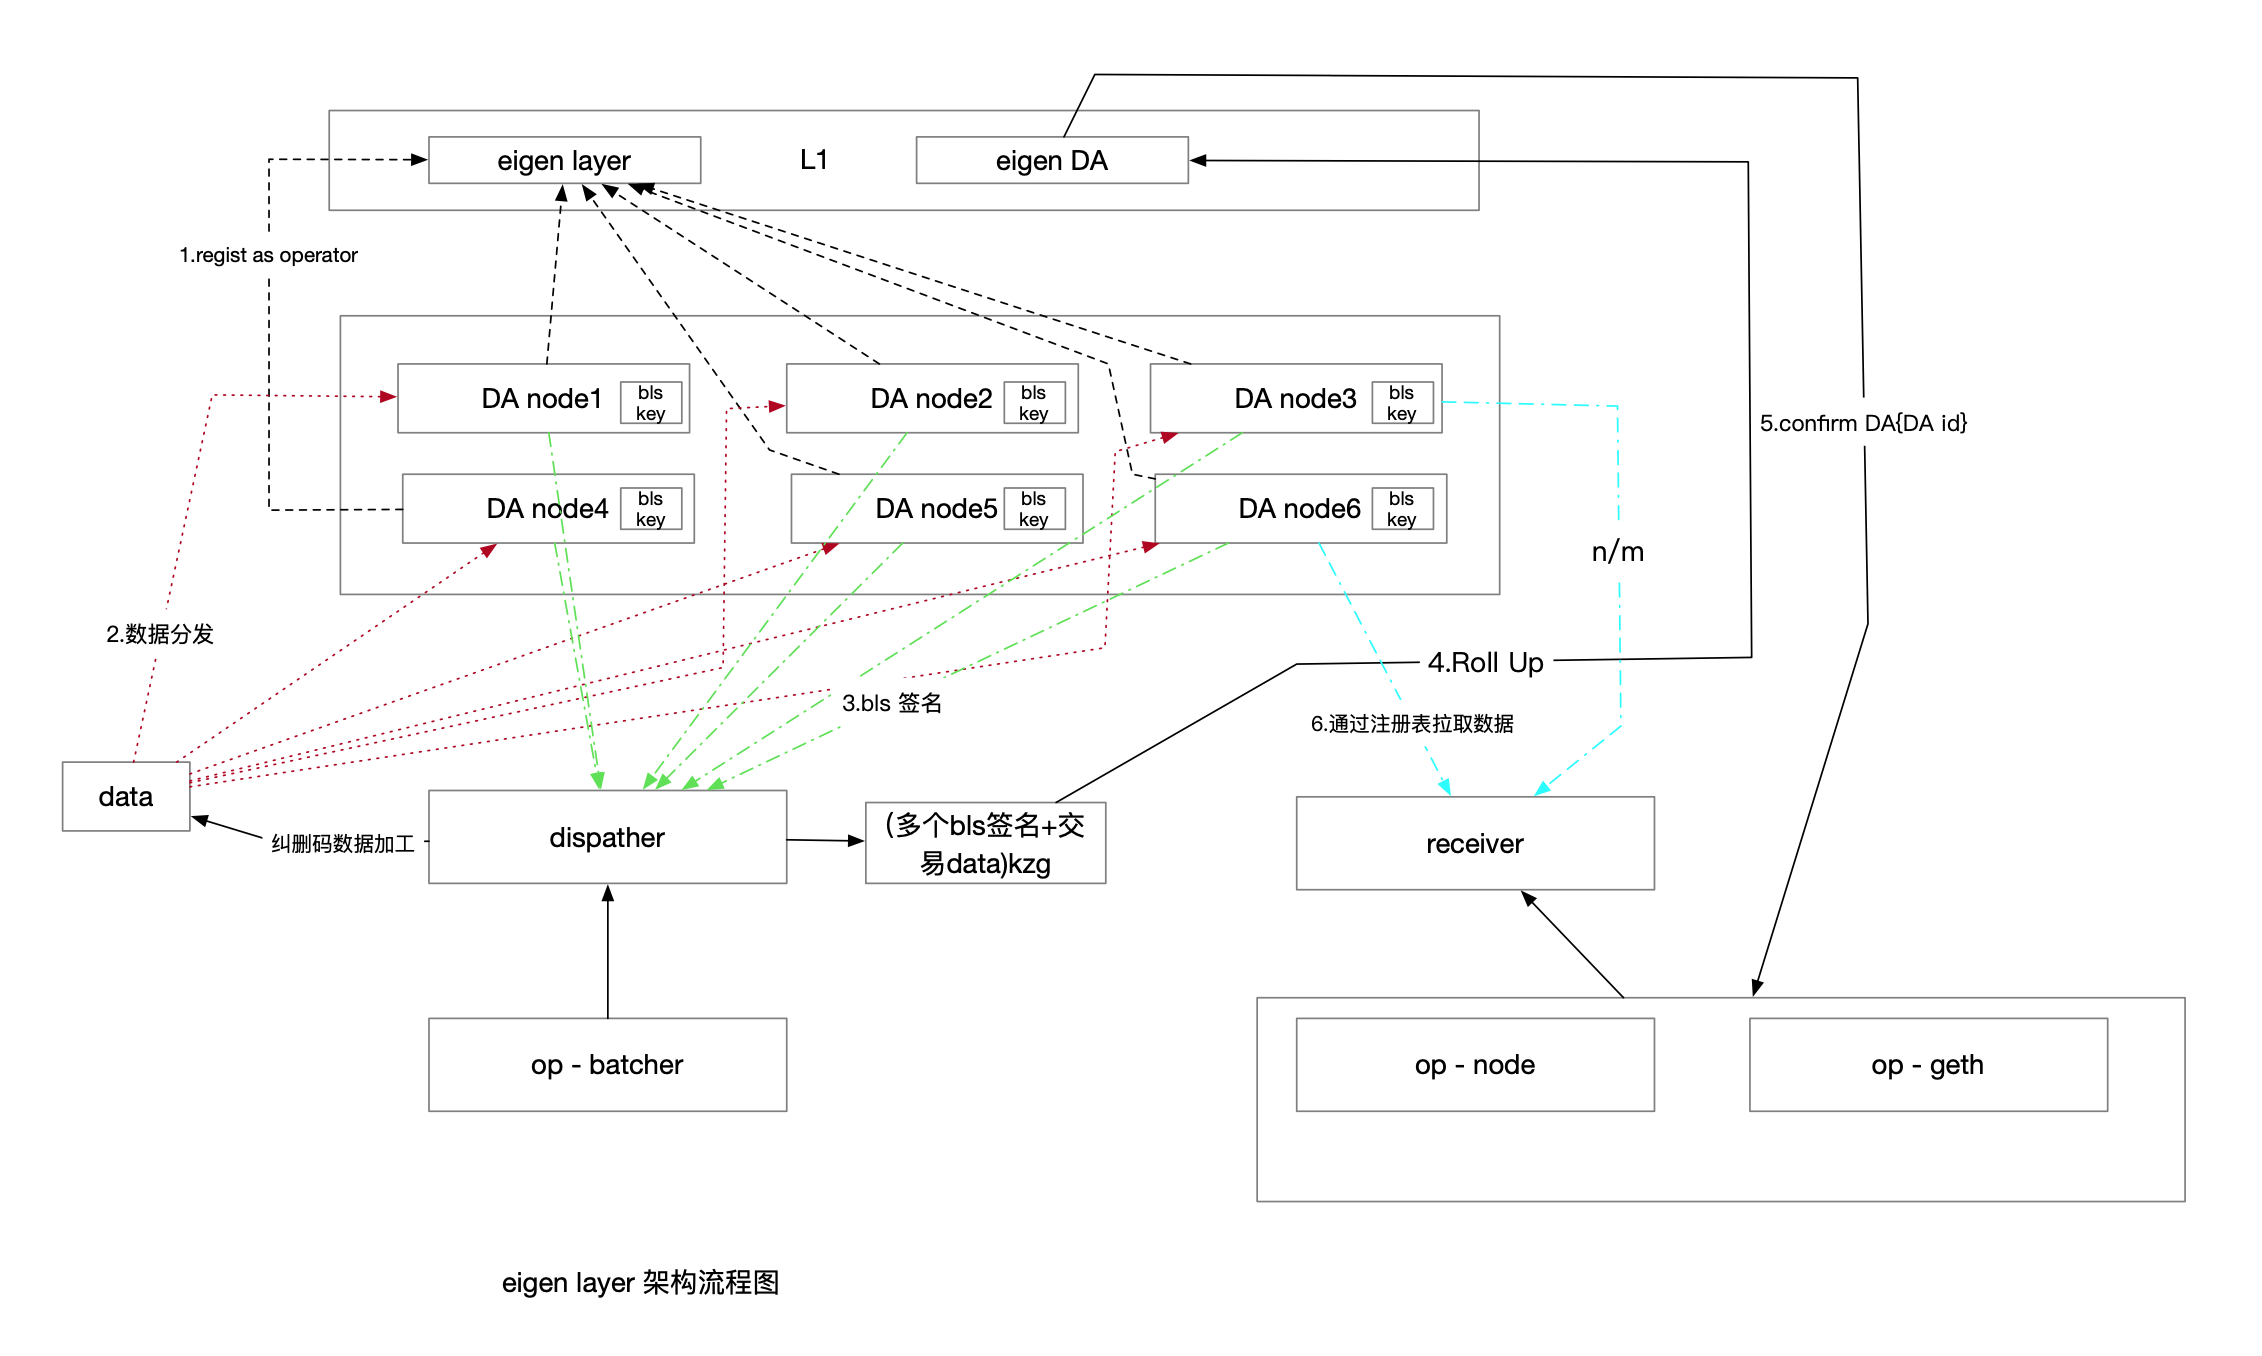 eigen layer
L1
eigen DA
1.regist as operator
DA node1
bls
key
DA node2
bls
key
DA node3
bls
key
5.confirm DA{DA id}
DA node4
bls
key
DA node5
bls
key
DA node6
bls
key
n/m
2.数据分发
4.Roll Up
3.bls 签名
6.通过注册表拉取数据
data
纠删码数据加工
dispather
(多个bls签名+交
易data)kzg
receiver
op - batcher
op - node
op - geth
eigen layer 架构流程图